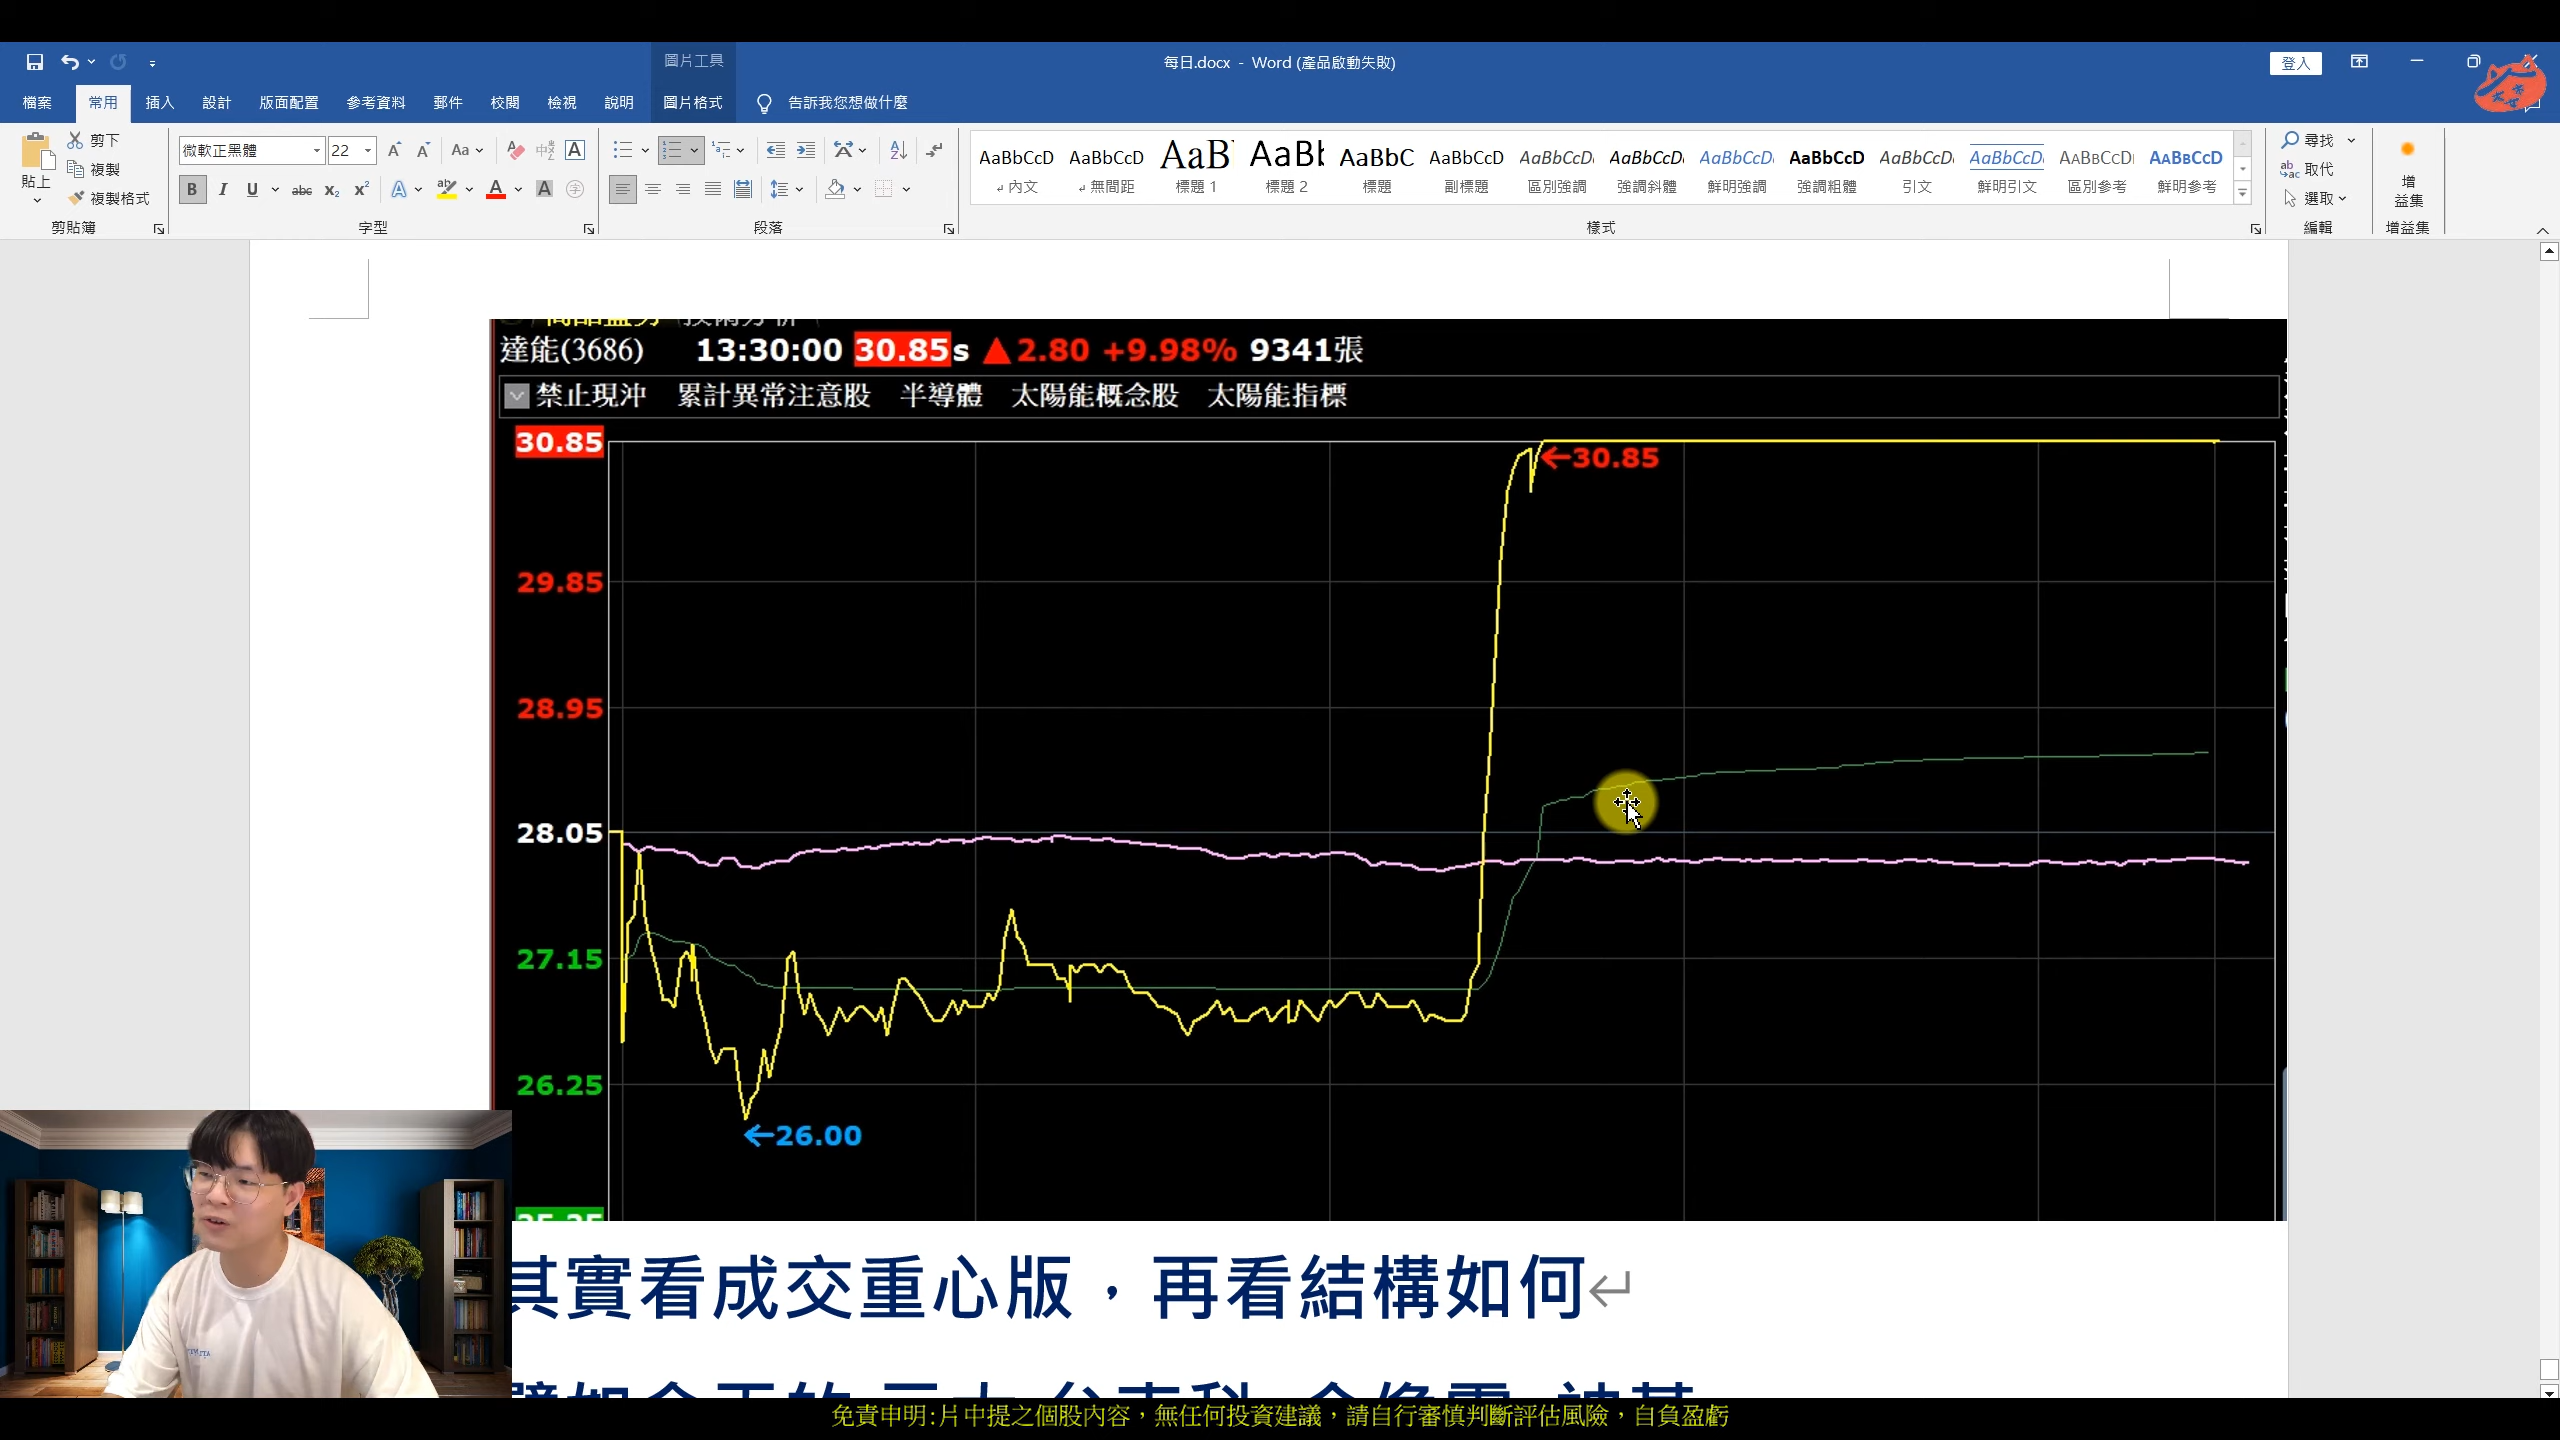 圖片工具
每日.docx - Word (產品啟動失敗)
登入
檔案 常用 插入 設計 版面配置 參考資料 郵件 校閱 檢視 說明 圖片格式 告訴我您想做什麼
剪下
複製
複製格式
貼上
剪貼簿
微軟正黑體 22
字型
段落
AaBbCcD AaBbCcD AaB AaBb AaBbC AaBbCcD AaBbCcD AaBbCcD AaBbCcD AaBbCcD AaBbCcD AaBbCcD AaBbCcD AaBbCcD
內文 無間距 標題 1 標題 2 標題 副標題 區別強調 強調斜體 鮮明強調 強調粗體 引文 鮮明引文 區別參考 鮮明參考
樣式
尋找
取代
選取
編輯
增
益集
增益集
達能(3686) 13:30:00 30.85s ▲2.80 +9.98% 9341張
禁止現沖 累計異常注意股 半導體 太陽能概念股 太陽能指標
30.85
←30.85
29.85
28.95
28.05
27.15
26.25
←26.00
其實看成交重心版，再看結構如何
免責申明:片中提之個股內容，無任何投資建議，請自行審慎判斷評估風險，自負盈虧